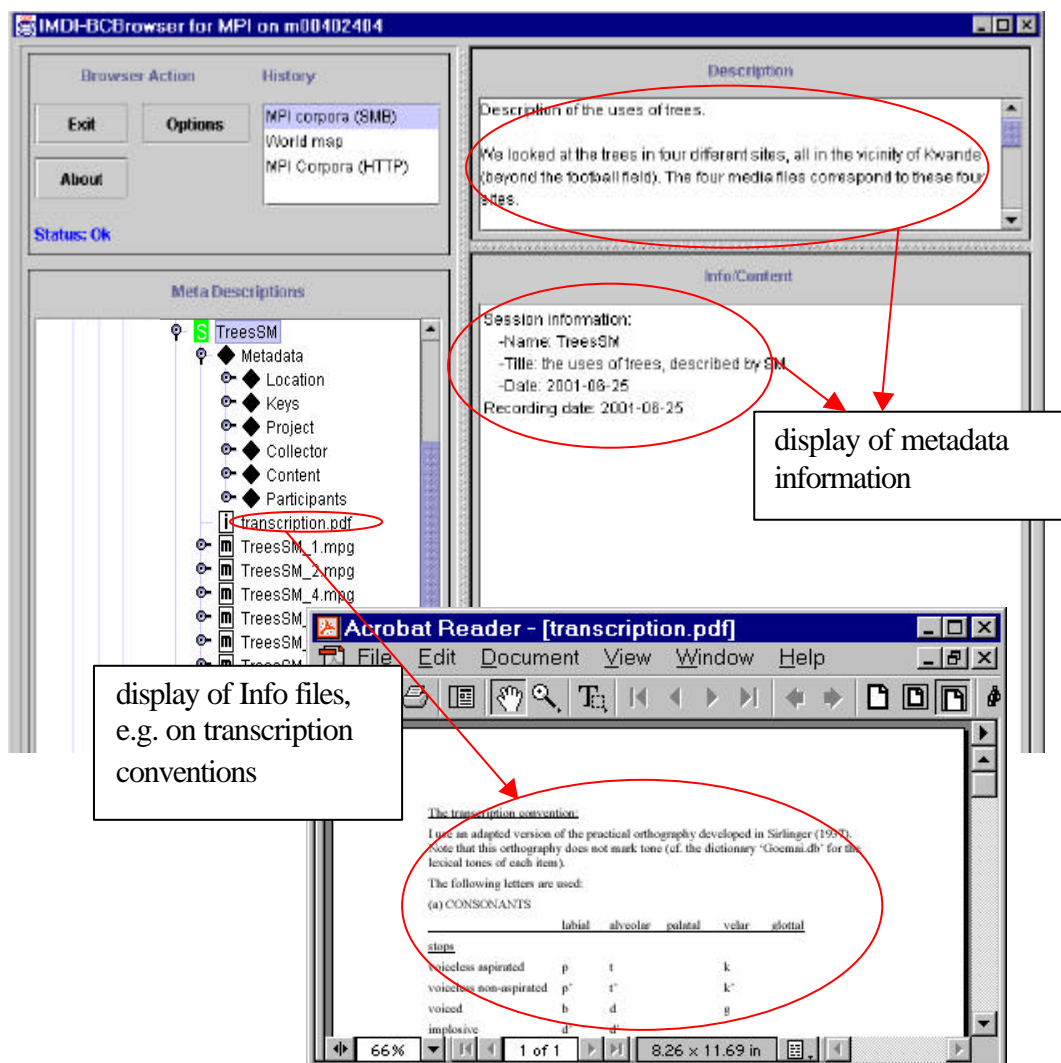 IMDI-BCBrowser for MPI on m00402404
Browser Action
History
Exit
Options
About
MPI corpora (SMB)
World map
MPI Corpora (HTTP)
Status: Ok
Description
Description of the uses of trees.
We looked at the trees in four different sites, all in the vicinity of Kwande
(beyond the football field). The four media files correspond to these four
sites.
Meta Descriptions
S TreesSM
Metadata
Location
Keys
Project
Collector
Content
Participants
i transcription.pdf
m TreesSM_1.mpg
m TreesSM_2.mpg
m TreesSM_4.mpg
m TreesSM_
m TreesSM_
m TreesSM
Info/Content
Session information:
-Name: TreesSM
-Title: the uses of trees, described by SM
-Date: 2001-06-25
Recording date: 2001-06-25
display of metadata
information
display of Info files,
e.g. on transcription
conventions
Acrobat Reader - [transcription.pdf]
File Edit Document View Window Help
The transcription convention:
I use an adapted version of the practical orthography developed in Sirlinger (1937).
Note that this orthography does not mark tone (cf. the dictionary 'Goemai.db' for the
lexical tones of each item).
The following letters are used:
(a) CONSONANTS
labial alveolar palatal velar glottal
stops
voiceless aspirated p t k
voiceless non-aspirated p' t' k'
voiced b d g
implosive d' d'
66% 1 of 1 8.26 x 11.69 in